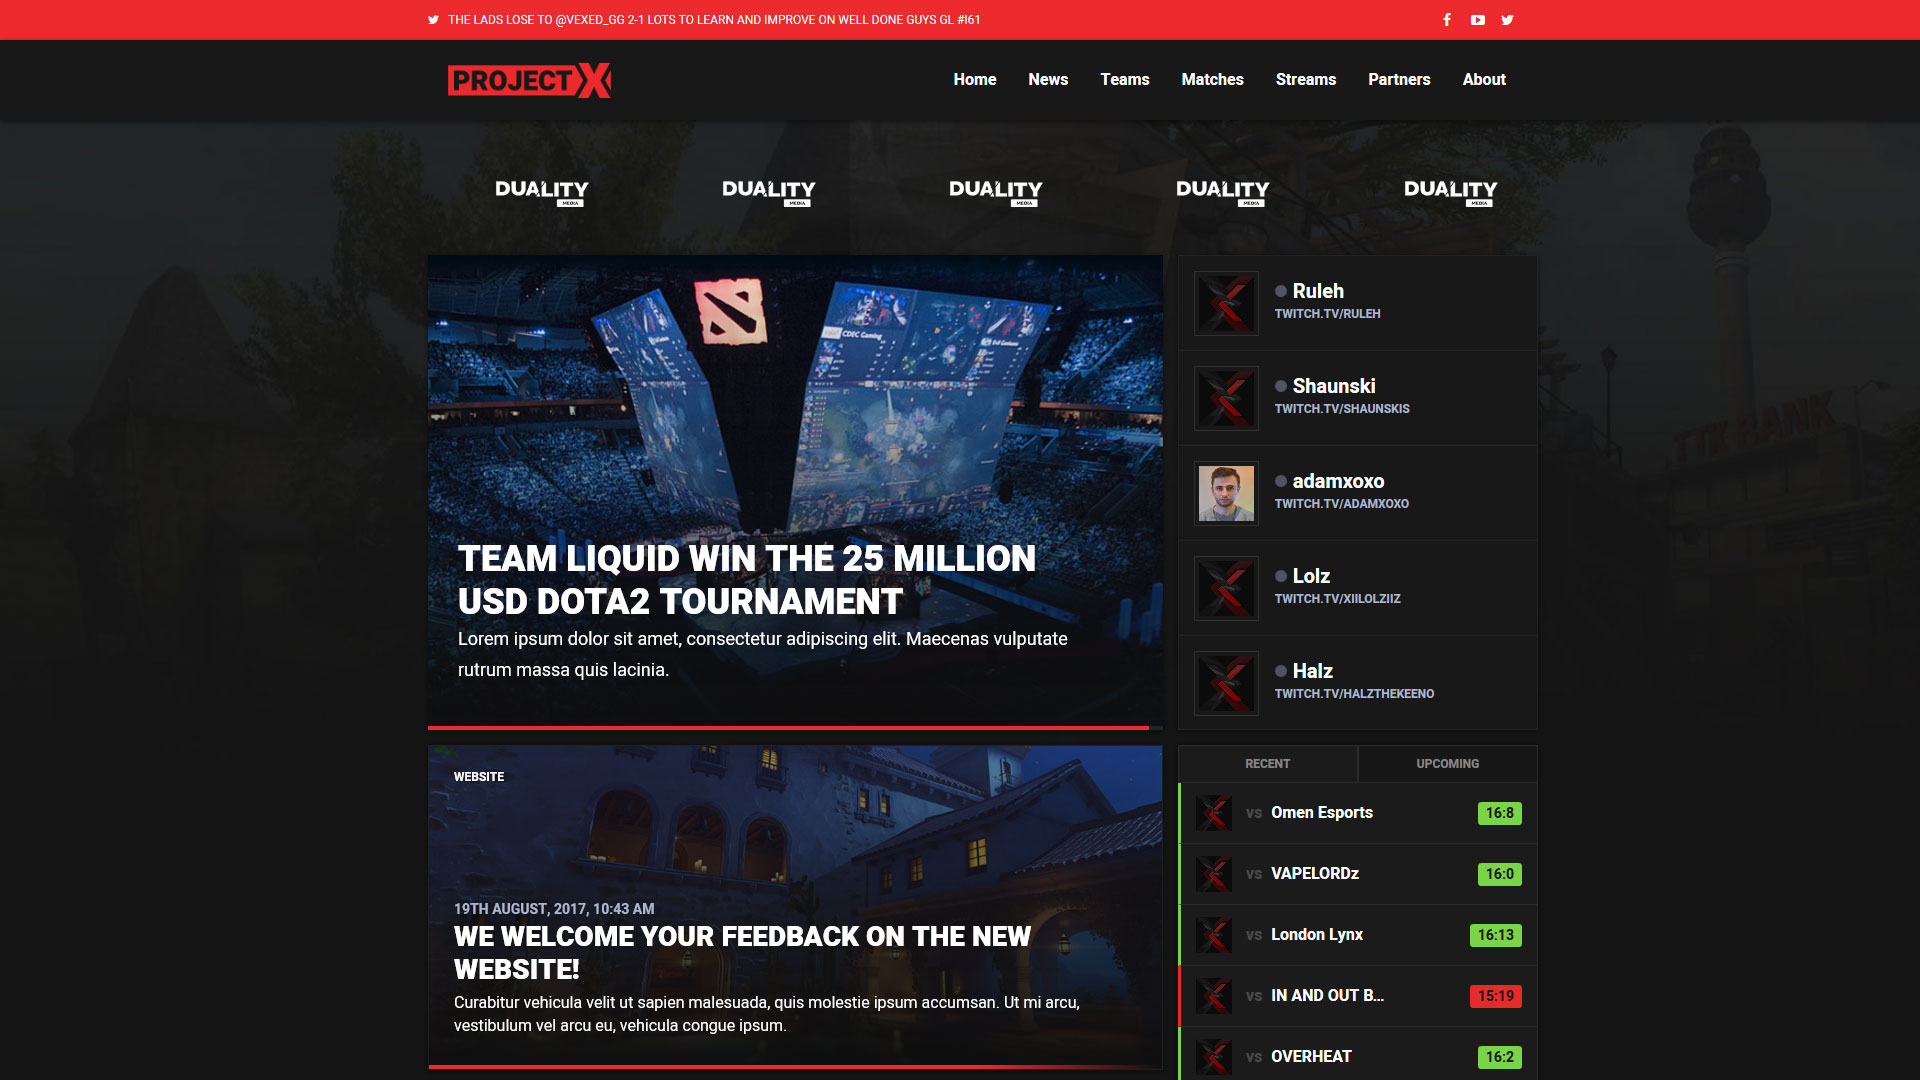 THE LADS LOSE TO @VEXED_GG 2-1 LOTS TO LEARN AND IMPROVE ON WELL DONE GUYS GL #I61
PROJECT X
Home News Teams Matches Streams Partners About
DUALITY MEDIA DUALITY MEDIA DUALITY MEDIA DUALITY MEDIA DUALITY MEDIA
CDEC Gaming
TEAM LIQUID WIN THE 25 MILLION
USD DOTA2 TOURNAMENT
Lorem ipsum dolor sit amet, consectetur adipiscing elit. Maecenas vulputate
rutrum massa quis lacinia.
Ruleh
TWITCH.TV/RULEH
Shaunski
TWITCH.TV/SHAUNSKIS
adamxoxo
TWITCH.TV/ADAMXOXO
Lolz
TWITCH.TV/XIILOLZIIZ
Halz
TWITCH.TV/HALZTHEKEENO
TTK BANK
WEBSITE
19TH AUGUST, 2017, 10:43 AM
WE WELCOME YOUR FEEDBACK ON THE NEW
WEBSITE!
Curabitur vehicula velit ut sapien malesuada, quis molestie ipsum accumsan. Ut mi arcu,
vestibulum vel arcu eu, vehicula congue ipsum.
RECENT UPCOMING
vs Omen Esports 16:8
vs VAPELORDz 16:0
vs London Lynx 16:13
vs IN AND OUT B... 15:19
vs OVERHEAT 16:2